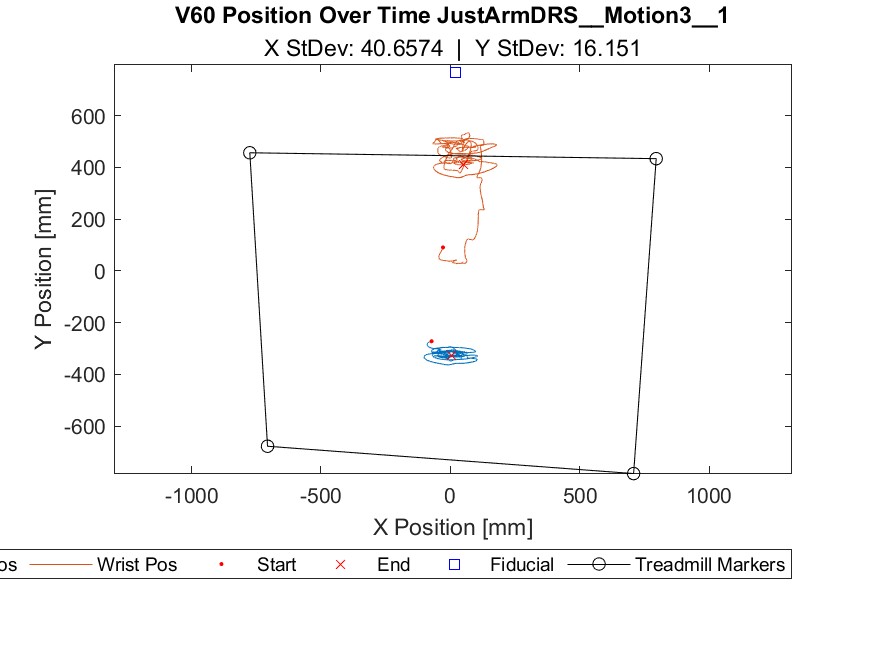 V60 Position Over Time JustArmDRS__Motion3__1
X StDev: 40.6574 | Y StDev: 16.151
600
400
200
0
-200
-400
-600
Y Position [mm]
-1000 -500 0 500 1000
X Position [mm]
os Wrist Pos Start End Fiducial Treadmill Markers